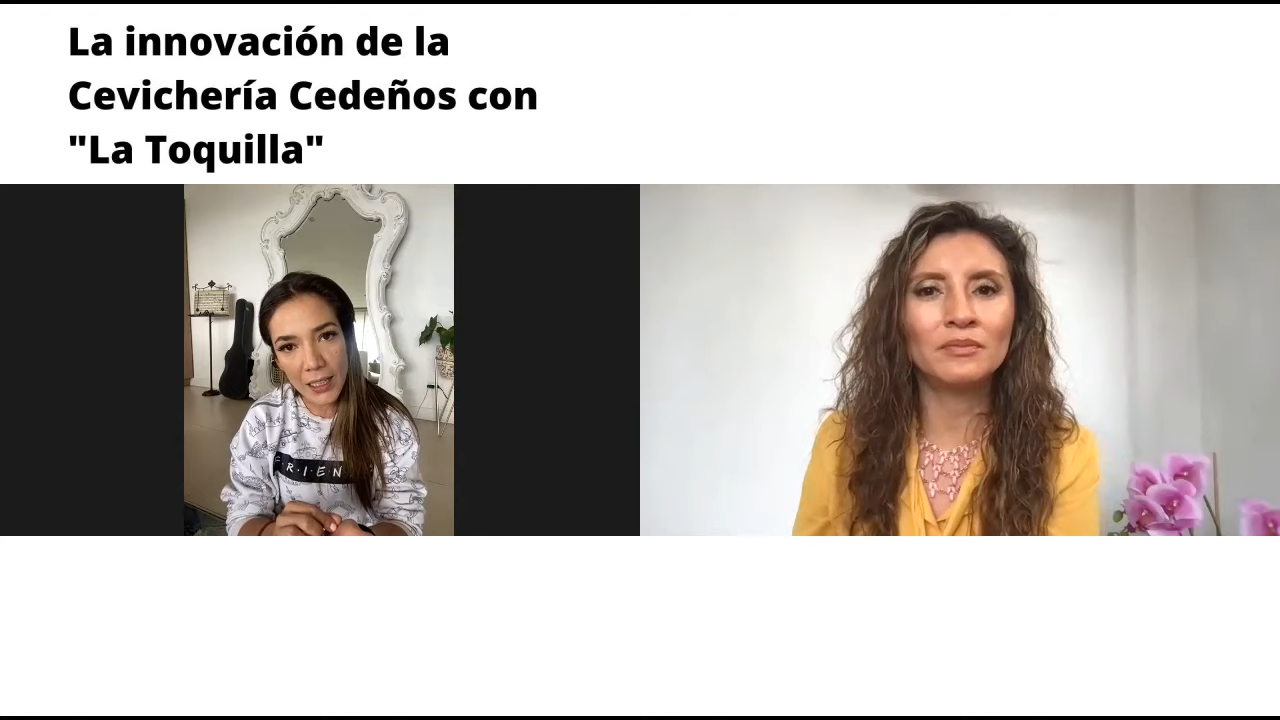 La innovación de la
Cevichería Cedeños con
"La Toquilla"
R·I·E·N